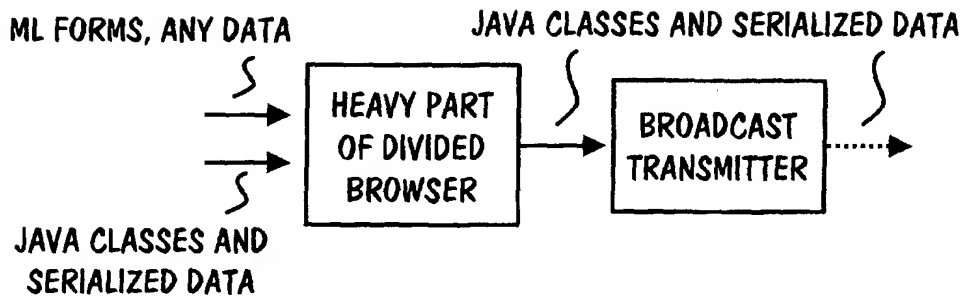 ML FORMS, ANY DATA
JAVA CLASSES AND SERIALIZED DATA
HEAVY PART
OF DIVIDED
BROWSER
BROADCAST
TRANSMITTER
JAVA CLASSES AND
SERIALIZED DATA